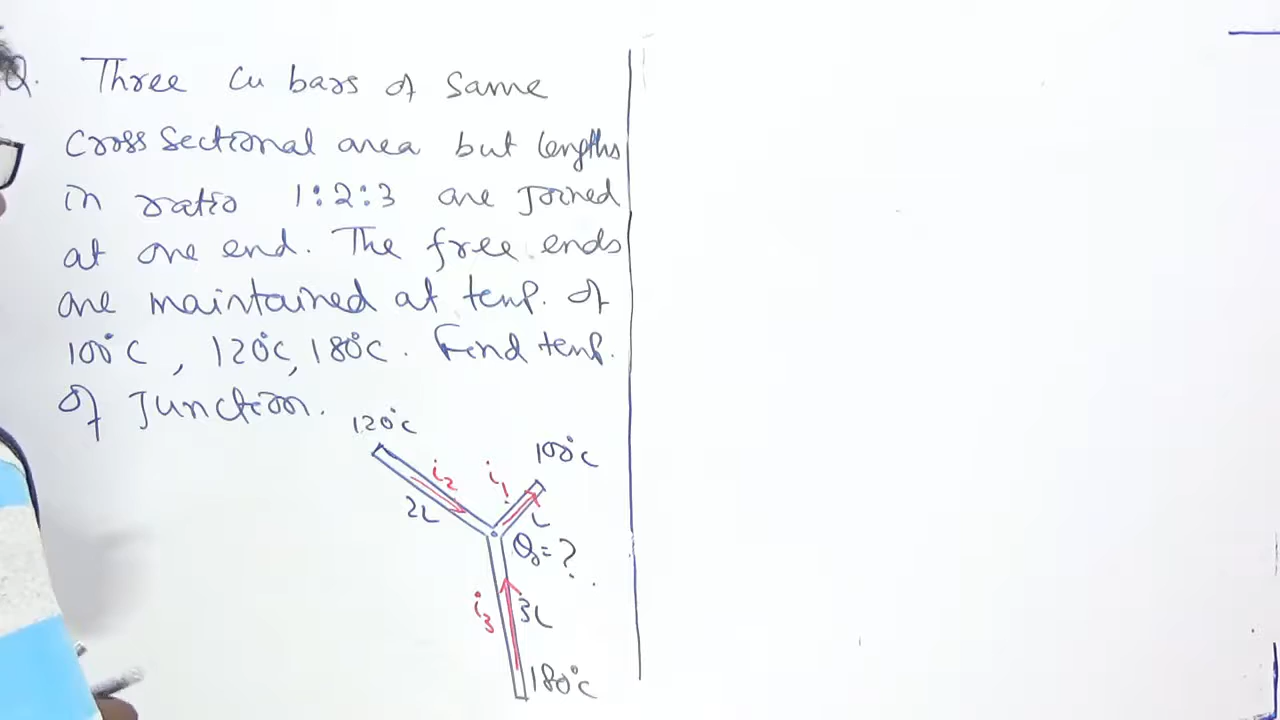 Q. Three Cu bars of Same
Cross Sectional area but lengths
in ratio 1:2:3 are Joined
at one end. The free ends
are maintained at temp. of
100°C, 120°C, 180°C. Find temp.
of Junction.
120°C
100°C
i₂
i₁
2L
L
θ₀=?
i₃
3L
180°C